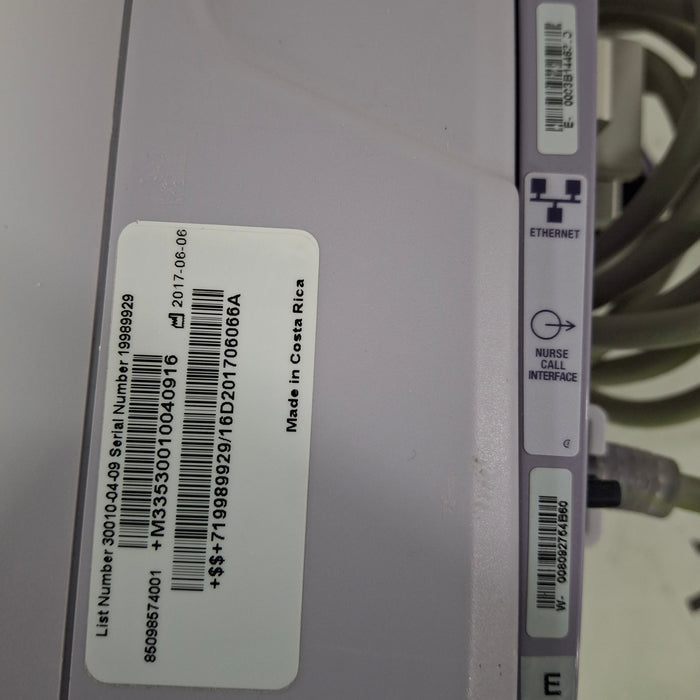 List Number 30010-04-09 Serial Number 19989929
85098574001 +M33530010040916
2017-06-06
+$$+719989929/16D201706066A
Made in Costa Rica
ETHERNET
NURSE
CALL
INTERFACE
W- 008092764B60
E